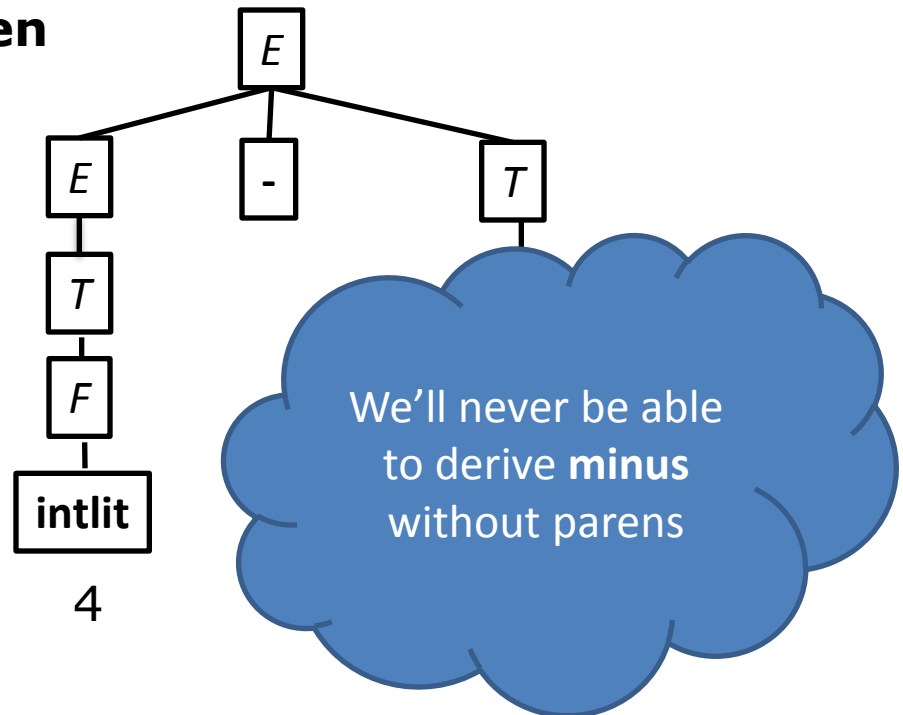 en
E
E - T
T
F
intlit
4
We'll never be able
to derive minus
without parens